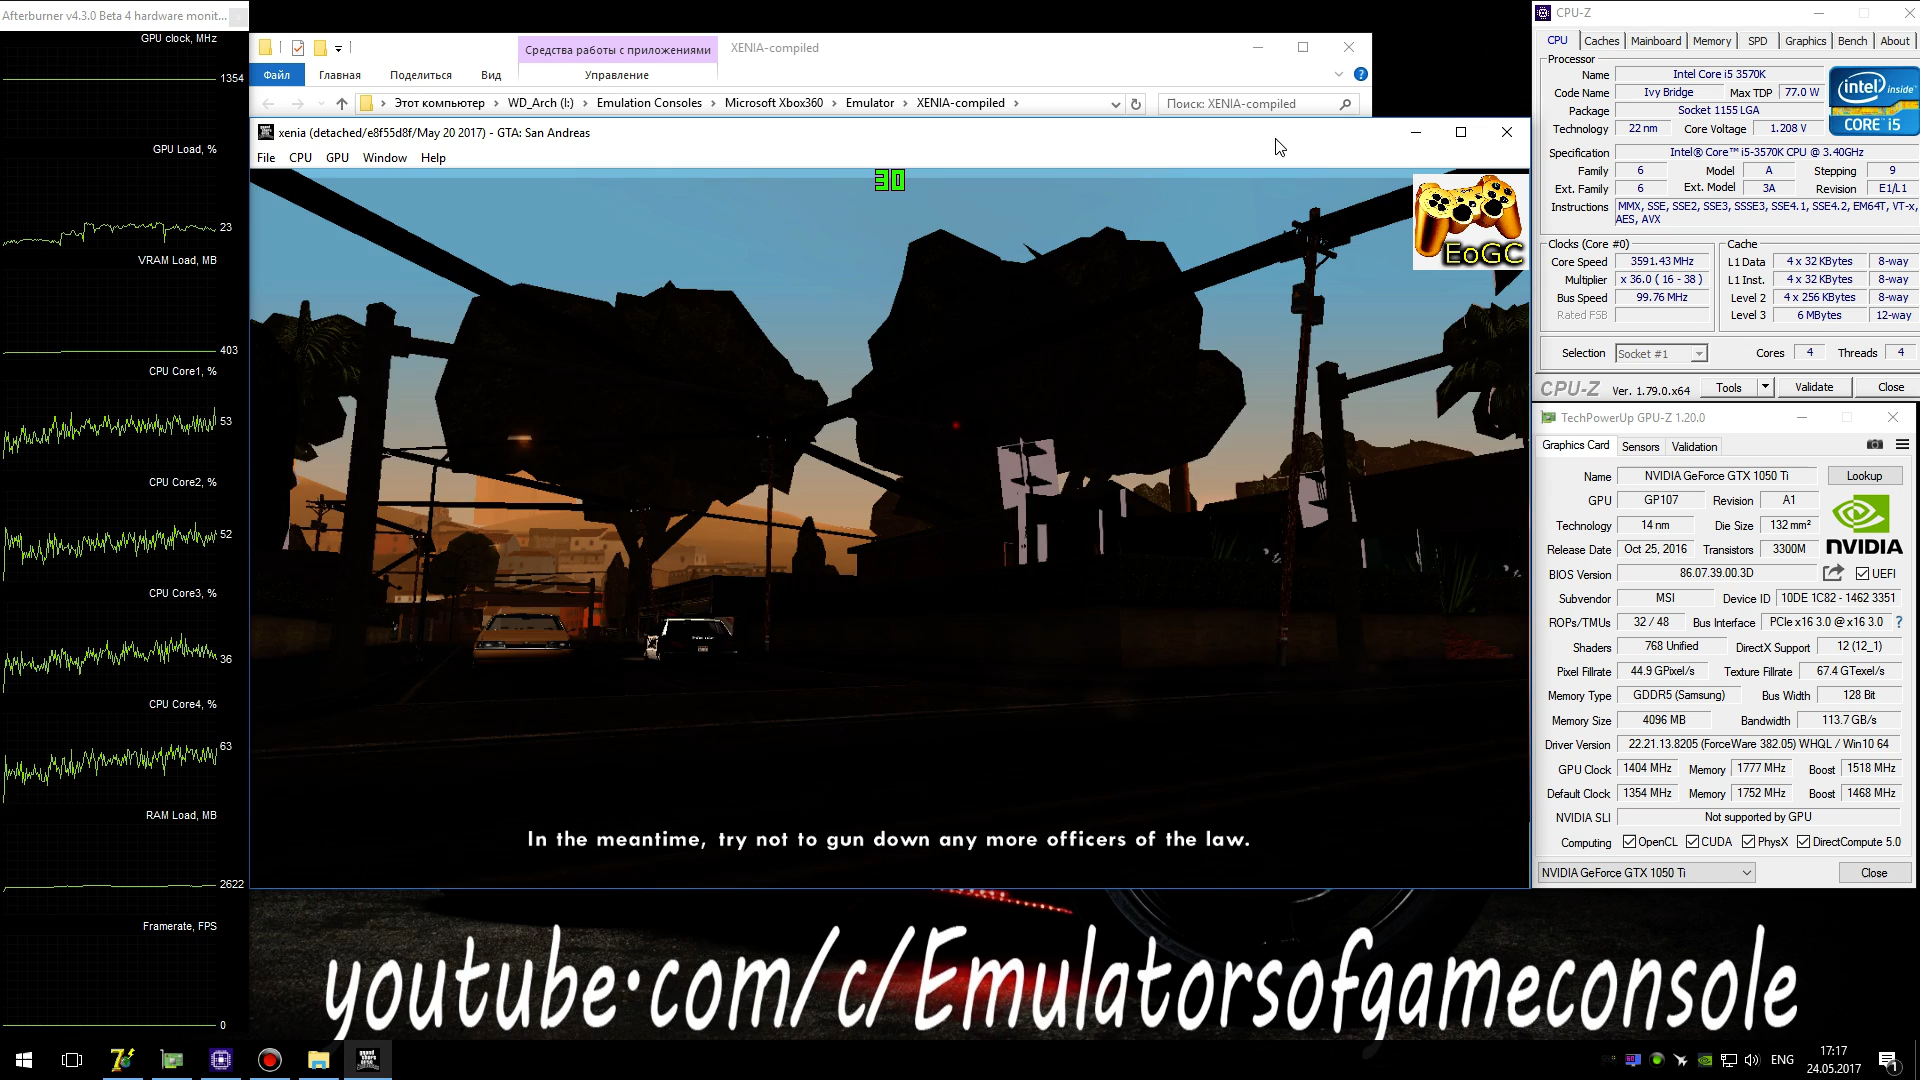 Afterburner v4.3.0 Beta 4 hardware monit...
GPU clock, MHz
1354
GPU Load, %
23
VRAM Load, MB
403
CPU Core1, %
53
CPU Core2, %
52
CPU Core3, %
36
CPU Core4, %
63
RAM Load, MB
2622
Framerate, FPS
0
Средства работы с приложениями
XENIA-compiled
Файл
Главная
Поделиться
Вид
Управление
Этот компьютер
WD_Arch (I:)
Emulation Consoles
Microsoft Xbox360
Emulator
XENIA-compiled
Поиск: XENIA-compiled
xenia (detached/e8f55d8f/May 20 2017) - GTA: San Andreas
File CPU GPU Window Help
30
EoGC
In the meantime, try not to gun down any more officers of the law.
CPU-Z
CPU Caches Mainboard Memory SPD Graphics Bench About
Processor
Name Intel Core i5 3570K
Code Name Ivy Bridge Max TDP 77.0 W
Package Socket 1155 LGA
Technology 22 nm Core Voltage 1.208 V
intel inside
CORE i5
Specification Intel® Core™ i5-3570K CPU @ 3.40GHz
Family 6 Model A Stepping 9
Ext. Family 6 Ext. Model 3A Revision E1/L1
Instructions MMX, SSE, SSE2, SSE3, SSSE3, SSE4.1, SSE4.2, EM64T, VT-x,
AES, AVX
Clocks (Core #0)
Core Speed 3591.43 MHz
Multiplier x 36.0 ( 16 - 38 )
Bus Speed 99.76 MHz
Rated FSB
Cache
L1 Data 4 x 32 KBytes 8-way
L1 Inst. 4 x 32 KBytes 8-way
Level 2 4 x 256 KBytes 8-way
Level 3 6 MBytes 12-way
Selection Socket #1 Cores 4 Threads 4
CPU-Z Ver. 1.79.0.x64 Tools Validate Close
TechPowerUp GPU-Z 1.20.0
Graphics Card Sensors Validation
Name NVIDIA GeForce GTX 1050 Ti Lookup
GPU GP107 Revision A1
Technology 14 nm Die Size 132 mm²
Release Date Oct 25, 2016 Transistors 3300M
NVIDIA
BIOS Version 86.07.39.00.3D UEFI
Subvendor MSI Device ID 10DE 1C82 - 1462 3351
ROPs/TMUs 32 / 48 Bus Interface PCIe x16 3.0 @ x16 3.0 ?
Shaders 768 Unified DirectX Support 12 (12_1)
Pixel Fillrate 44.9 GPixel/s Texture Fillrate 67.4 GTexel/s
Memory Type GDDR5 (Samsung) Bus Width 128 Bit
Memory Size 4096 MB Bandwidth 113.7 GB/s
Driver Version 22.21.13.8205 (ForceWare 382.05) WHQL / Win10 64
GPU Clock 1404 MHz Memory 1777 MHz Boost 1518 MHz
Default Clock 1354 MHz Memory 1752 MHz Boost 1468 MHz
NVIDIA SLI Not supported by GPU
Computing OpenCL CUDA PhysX DirectCompute 5.0
NVIDIA GeForce GTX 1050 Ti Close
youtube.com/c/Emulatorsofgameconsole
ENG
17:17
24.05.2017
1